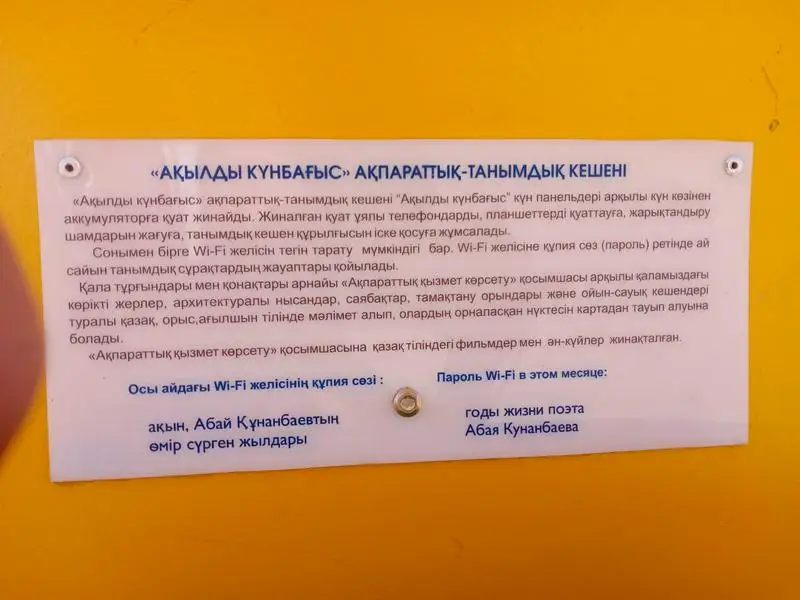 «АҚЫЛДЫ КҮНБАҒЫС» АҚПАРАТТЫҚ-ТАНЫМДЫҚ КЕШЕНІ
«Ақылды күнбағыс» ақпараттық-танымдық кешені “Ақылды күнбағыс” күн панельдері арқылы күн көзінен
аккумуляторға қуат жинайды. Жиналған қуат ұялы телефондарды, планшеттерді қуаттауға, жарықтандыру
шамдарын жағуға, танымдық кешен құрылғысын іске қосуға жұмсалады.
Сонымен бірге Wi-Fi желісін тегін тарату мүмкіндігі бар. Wi-Fi желісіне құпия сөз (пароль) ретінде ай
сайын танымдық сұрақтардың жауаптары қойылады.
Қала тұрғындары мен қонақтары арнайы «Ақпараттық қызмет көрсету» қосымшасы арқылы қаламыздағы
көрікті жерлер, архитектуралы нысандар, саябақтар, тамақтану орындары және ойын-сауық кешендері
туралы қазақ, орыс,ағылшын тілінде мәлімет алып, олардың орналасқан нүктесін картадан тауып алуына
болады.
«Ақпараттық қызмет көрсету» қосымшасына қазақ тіліндегі фильмдер мен ән-күйлер жинақталған.
Осы айдағы Wi-Fi желісінің құпия сөзі :
ақын, Абай Құнанбаевтың
өмір сүрген жылдары
Пароль Wi-Fi в этом месяце:
годы жизни поэта
Абая Кунанбаева